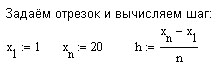 Задаём отрезок и вычисляем шаг:
x₁ := 1 xₙ := 20 h := (xₙ − x₁) / n